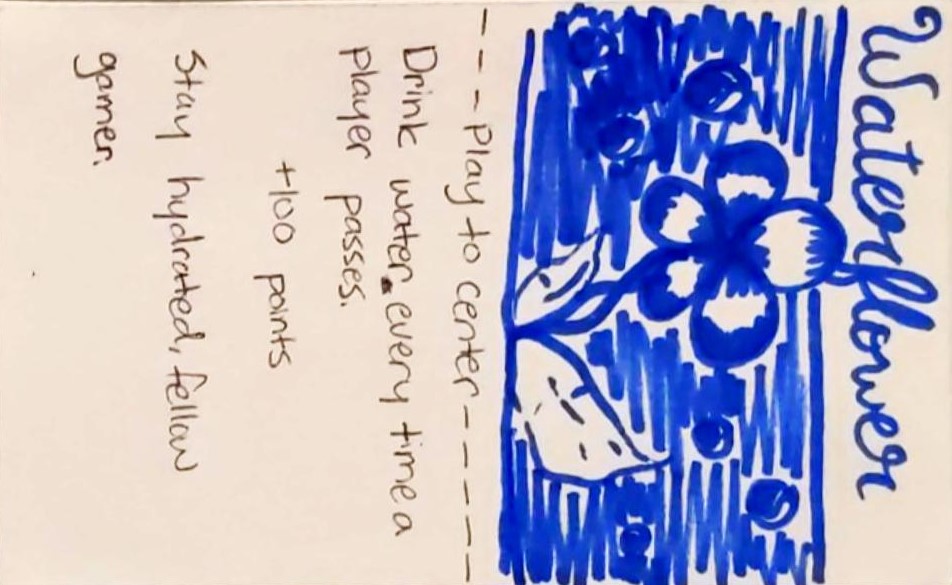 Waterflower
- - - Play to center - - - - - -
Drink water. every time a
player passes.
+100 points
Stay hydrated, fellow
gamer.